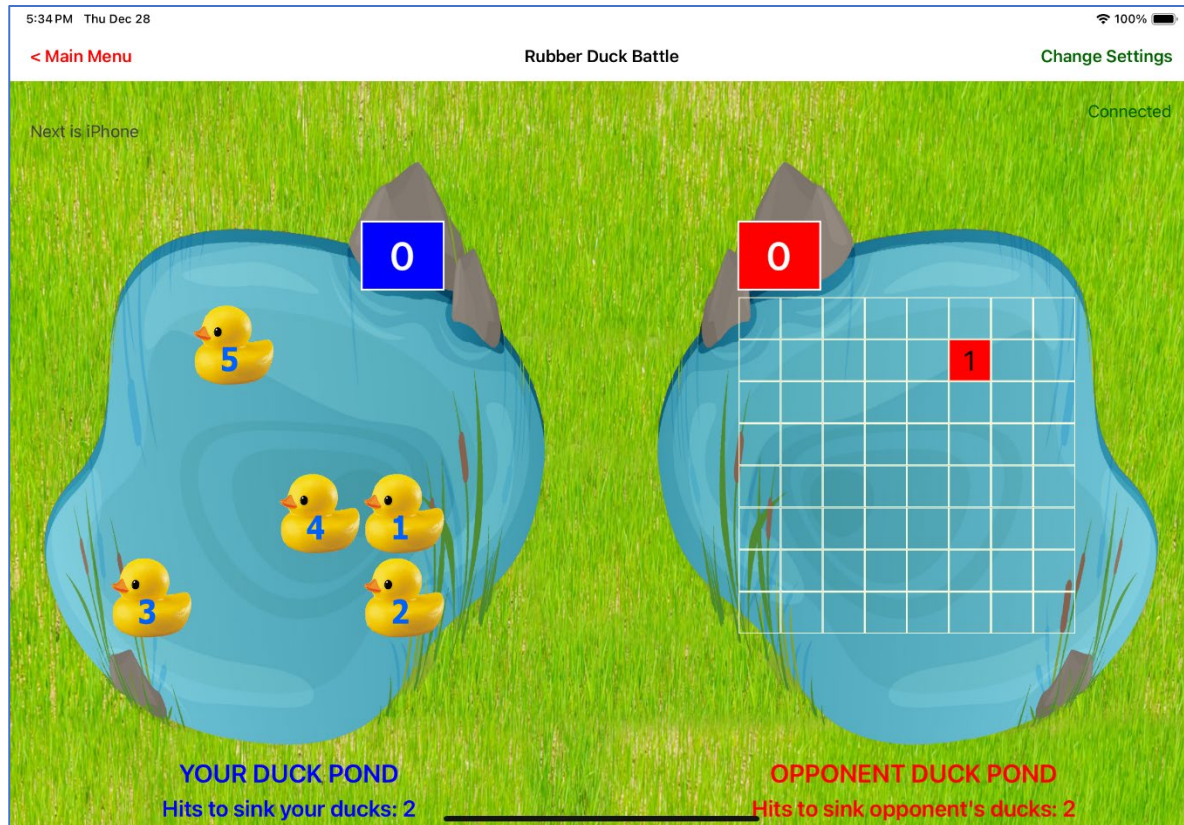 5:34 PM Thu Dec 28 100%
< Main Menu Rubber Duck Battle Change Settings
Connected
Next is iPhone
0 0
5 1
4 1
3 2
YOUR DUCK POND OPPONENT DUCK POND
Hits to sink your ducks: 2 Hits to sink opponent's ducks: 2